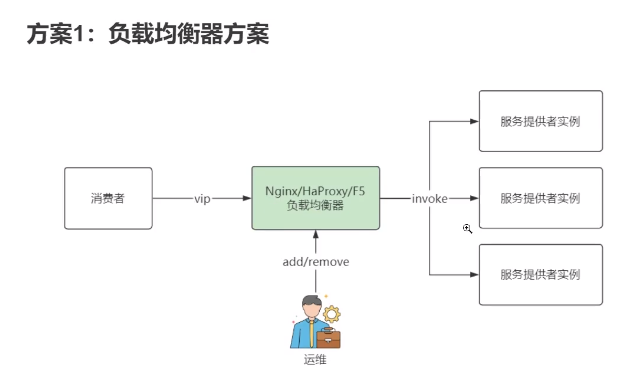 方案1：负载均衡器方案
消费者
vip
Nginx/HaProxy/F5
负载均衡器
invoke
服务提供者实例
服务提供者实例
服务提供者实例
add/remove
运维